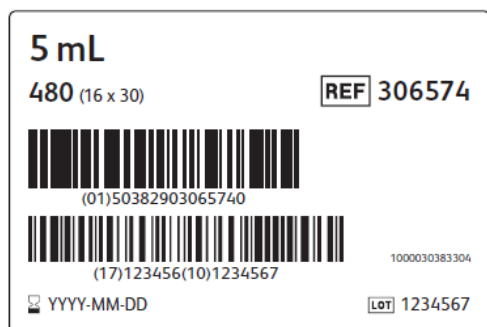 5 mL
480 (16 x 30) REF 306574
(01)50382903065740
(17)123456(10)1234567
1000030383304
YYYY-MM-DD LOT 1234567